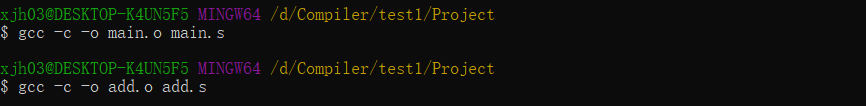 xjh03@DESKTOP-K4UN5F5 MINGW64 /d/Compiler/test1/Project
$ gcc -c -o main.o main.s
xjh03@DESKTOP-K4UN5F5 MINGW64 /d/Compiler/test1/Project
$ gcc -c -o add.o add.s